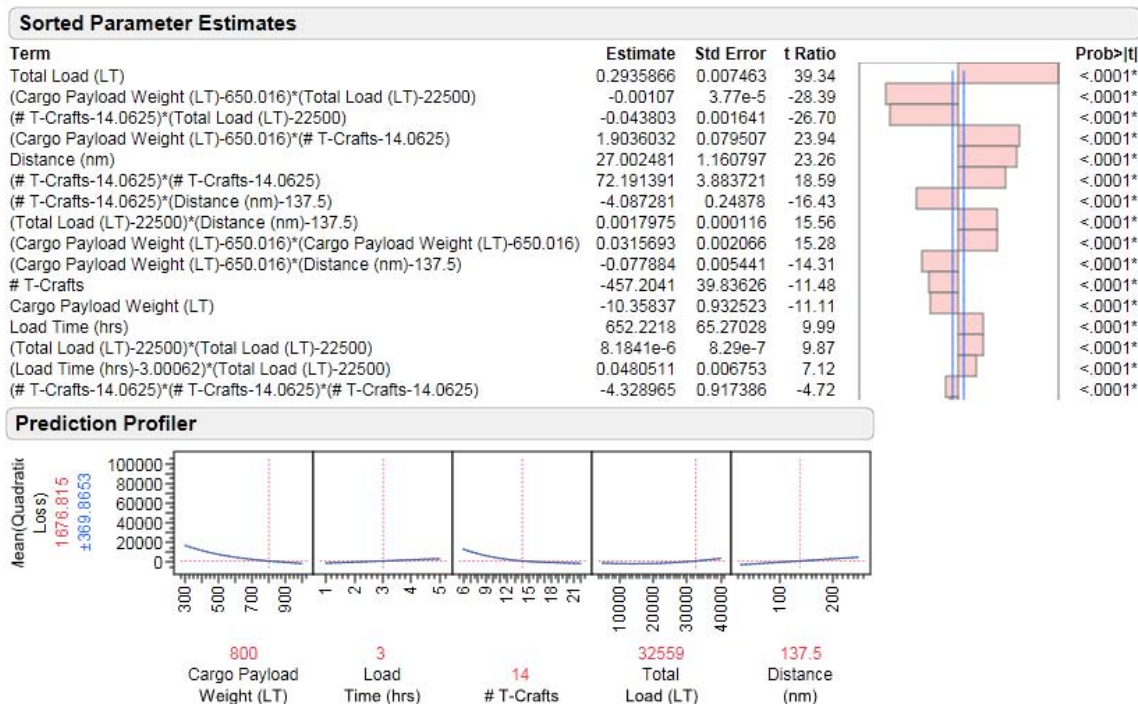 Sorted Parameter Estimates
Term Estimate Std Error t Ratio Prob>|t|
Total Load (LT) 0.2935866 0.007463 39.34 <.0001*
(Cargo Payload Weight (LT)-650.016)*(Total Load (LT)-22500) -0.00107 3.77e-5 -28.39 <.0001*
(# T-Crafts-14.0625)*(Total Load (LT)-22500) -0.043803 0.001641 -26.70 <.0001*
(Cargo Payload Weight (LT)-650.016)*(# T-Crafts-14.0625) 1.9036032 0.079507 23.94 <.0001*
Distance (nm) 27.002481 1.160797 23.26 <.0001*
(# T-Crafts-14.0625)*(# T-Crafts-14.0625) 72.191391 3.883721 18.59 <.0001*
(# T-Crafts-14.0625)*(Distance (nm)-137.5) -4.087281 0.24878 -16.43 <.0001*
(Total Load (LT)-22500)*(Distance (nm)-137.5) 0.0017975 0.000116 15.56 <.0001*
(Cargo Payload Weight (LT)-650.016)*(Cargo Payload Weight (LT)-650.016) 0.0315693 0.002066 15.28 <.0001*
(Cargo Payload Weight (LT)-650.016)*(Distance (nm)-137.5) -0.077884 0.005441 -14.31 <.0001*
# T-Crafts -457.2041 39.83626 -11.48 <.0001*
Cargo Payload Weight (LT) -10.35837 0.932523 -11.11 <.0001*
Load Time (hrs) 652.2218 65.27028 9.99 <.0001*
(Total Load (LT)-22500)*(Total Load (LT)-22500) 8.1841e-6 8.29e-7 9.87 <.0001*
(Load Time (hrs)-3.00062)*(Total Load (LT)-22500) 0.0480511 0.006753 7.12 <.0001*
(# T-Crafts-14.0625)*(# T-Crafts-14.0625)*(# T-Crafts-14.0625) -4.328965 0.917386 -4.72 <.0001*
Prediction Profiler
Mean(Quadratic
Loss)
1676.815
±369.8653
100000
80000
60000
40000
20000
0
300 500 700 900 1 2 3 4 5 6 9 12 15 18 21 10000 20000 30000 40000 100 200
800 3 14 32559 137.5
Cargo Payload Load # T-Crafts Total Distance
Weight (LT) Time (hrs) Load (LT) (nm)